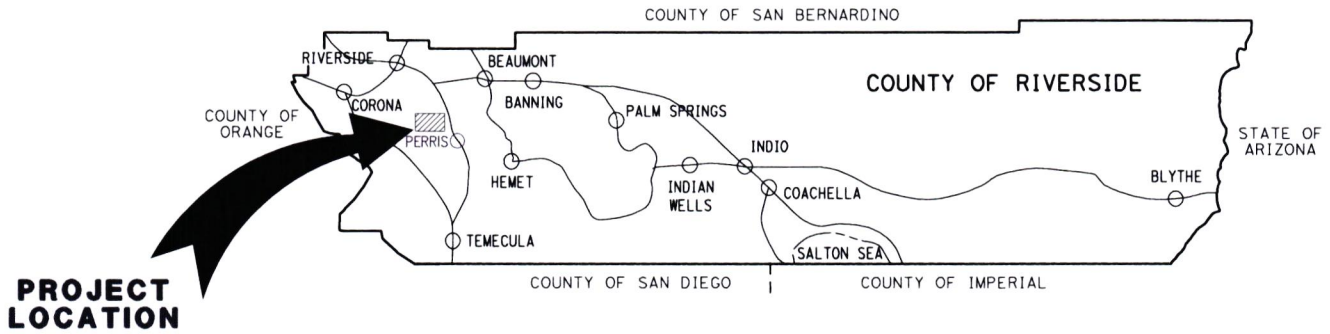 COUNTY OF SAN BERNARDINO
RIVERSIDE
BEAUMONT
COUNTY OF RIVERSIDE
BANNING
CORONA
PALM SPRINGS
COUNTY OF
ORANGE
PERRIS
STATE OF
ARIZONA
INDIO
HEMET
INDIAN
WELLS
COACHELLA
BLYTHE
TEMECULA
SALTON SEA
COUNTY OF SAN DIEGO
COUNTY OF IMPERIAL
PROJECT
LOCATION